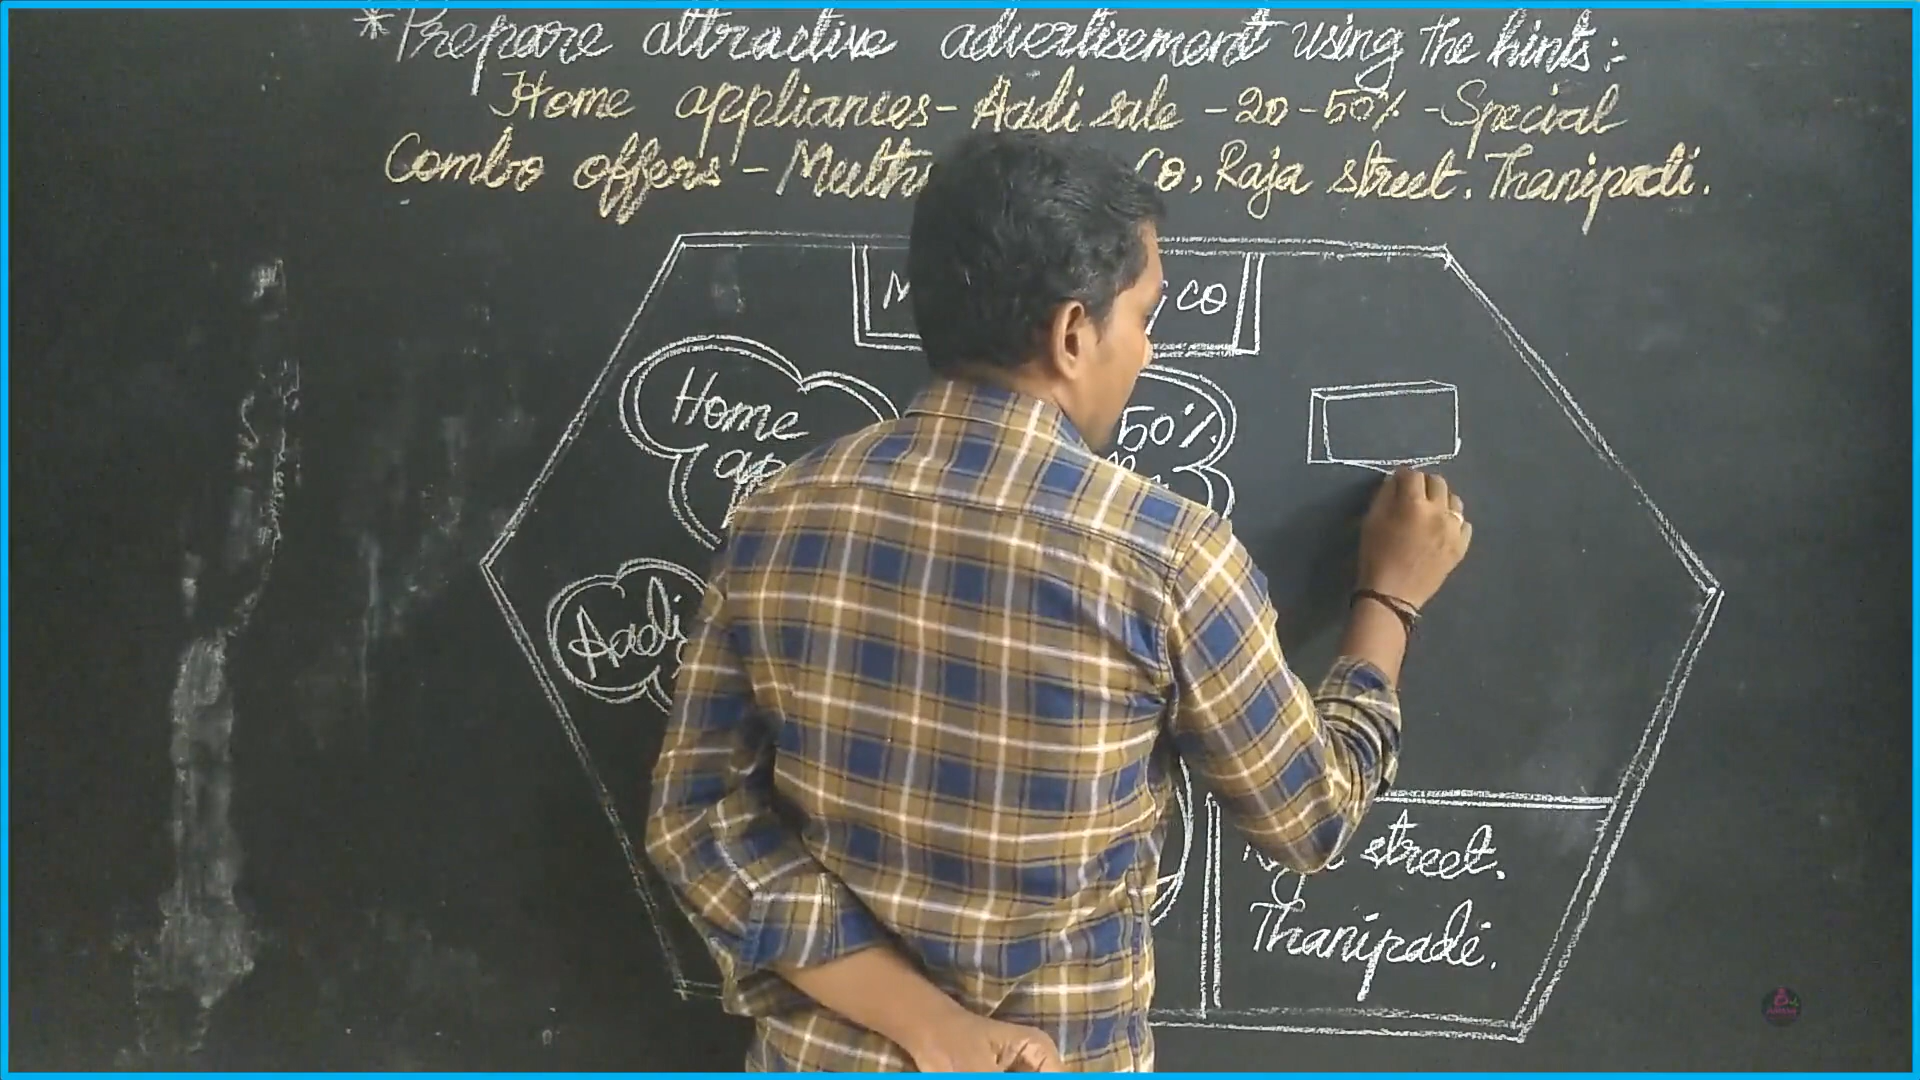 *Prepare attractive advertisement using the hints:-
Home appliances - Aadi sale - 20 - 50% - Special
Combo offers - Co, Raja street. Thanipadi.
co
Home
50%
Aadi
street.
Thanipadi.